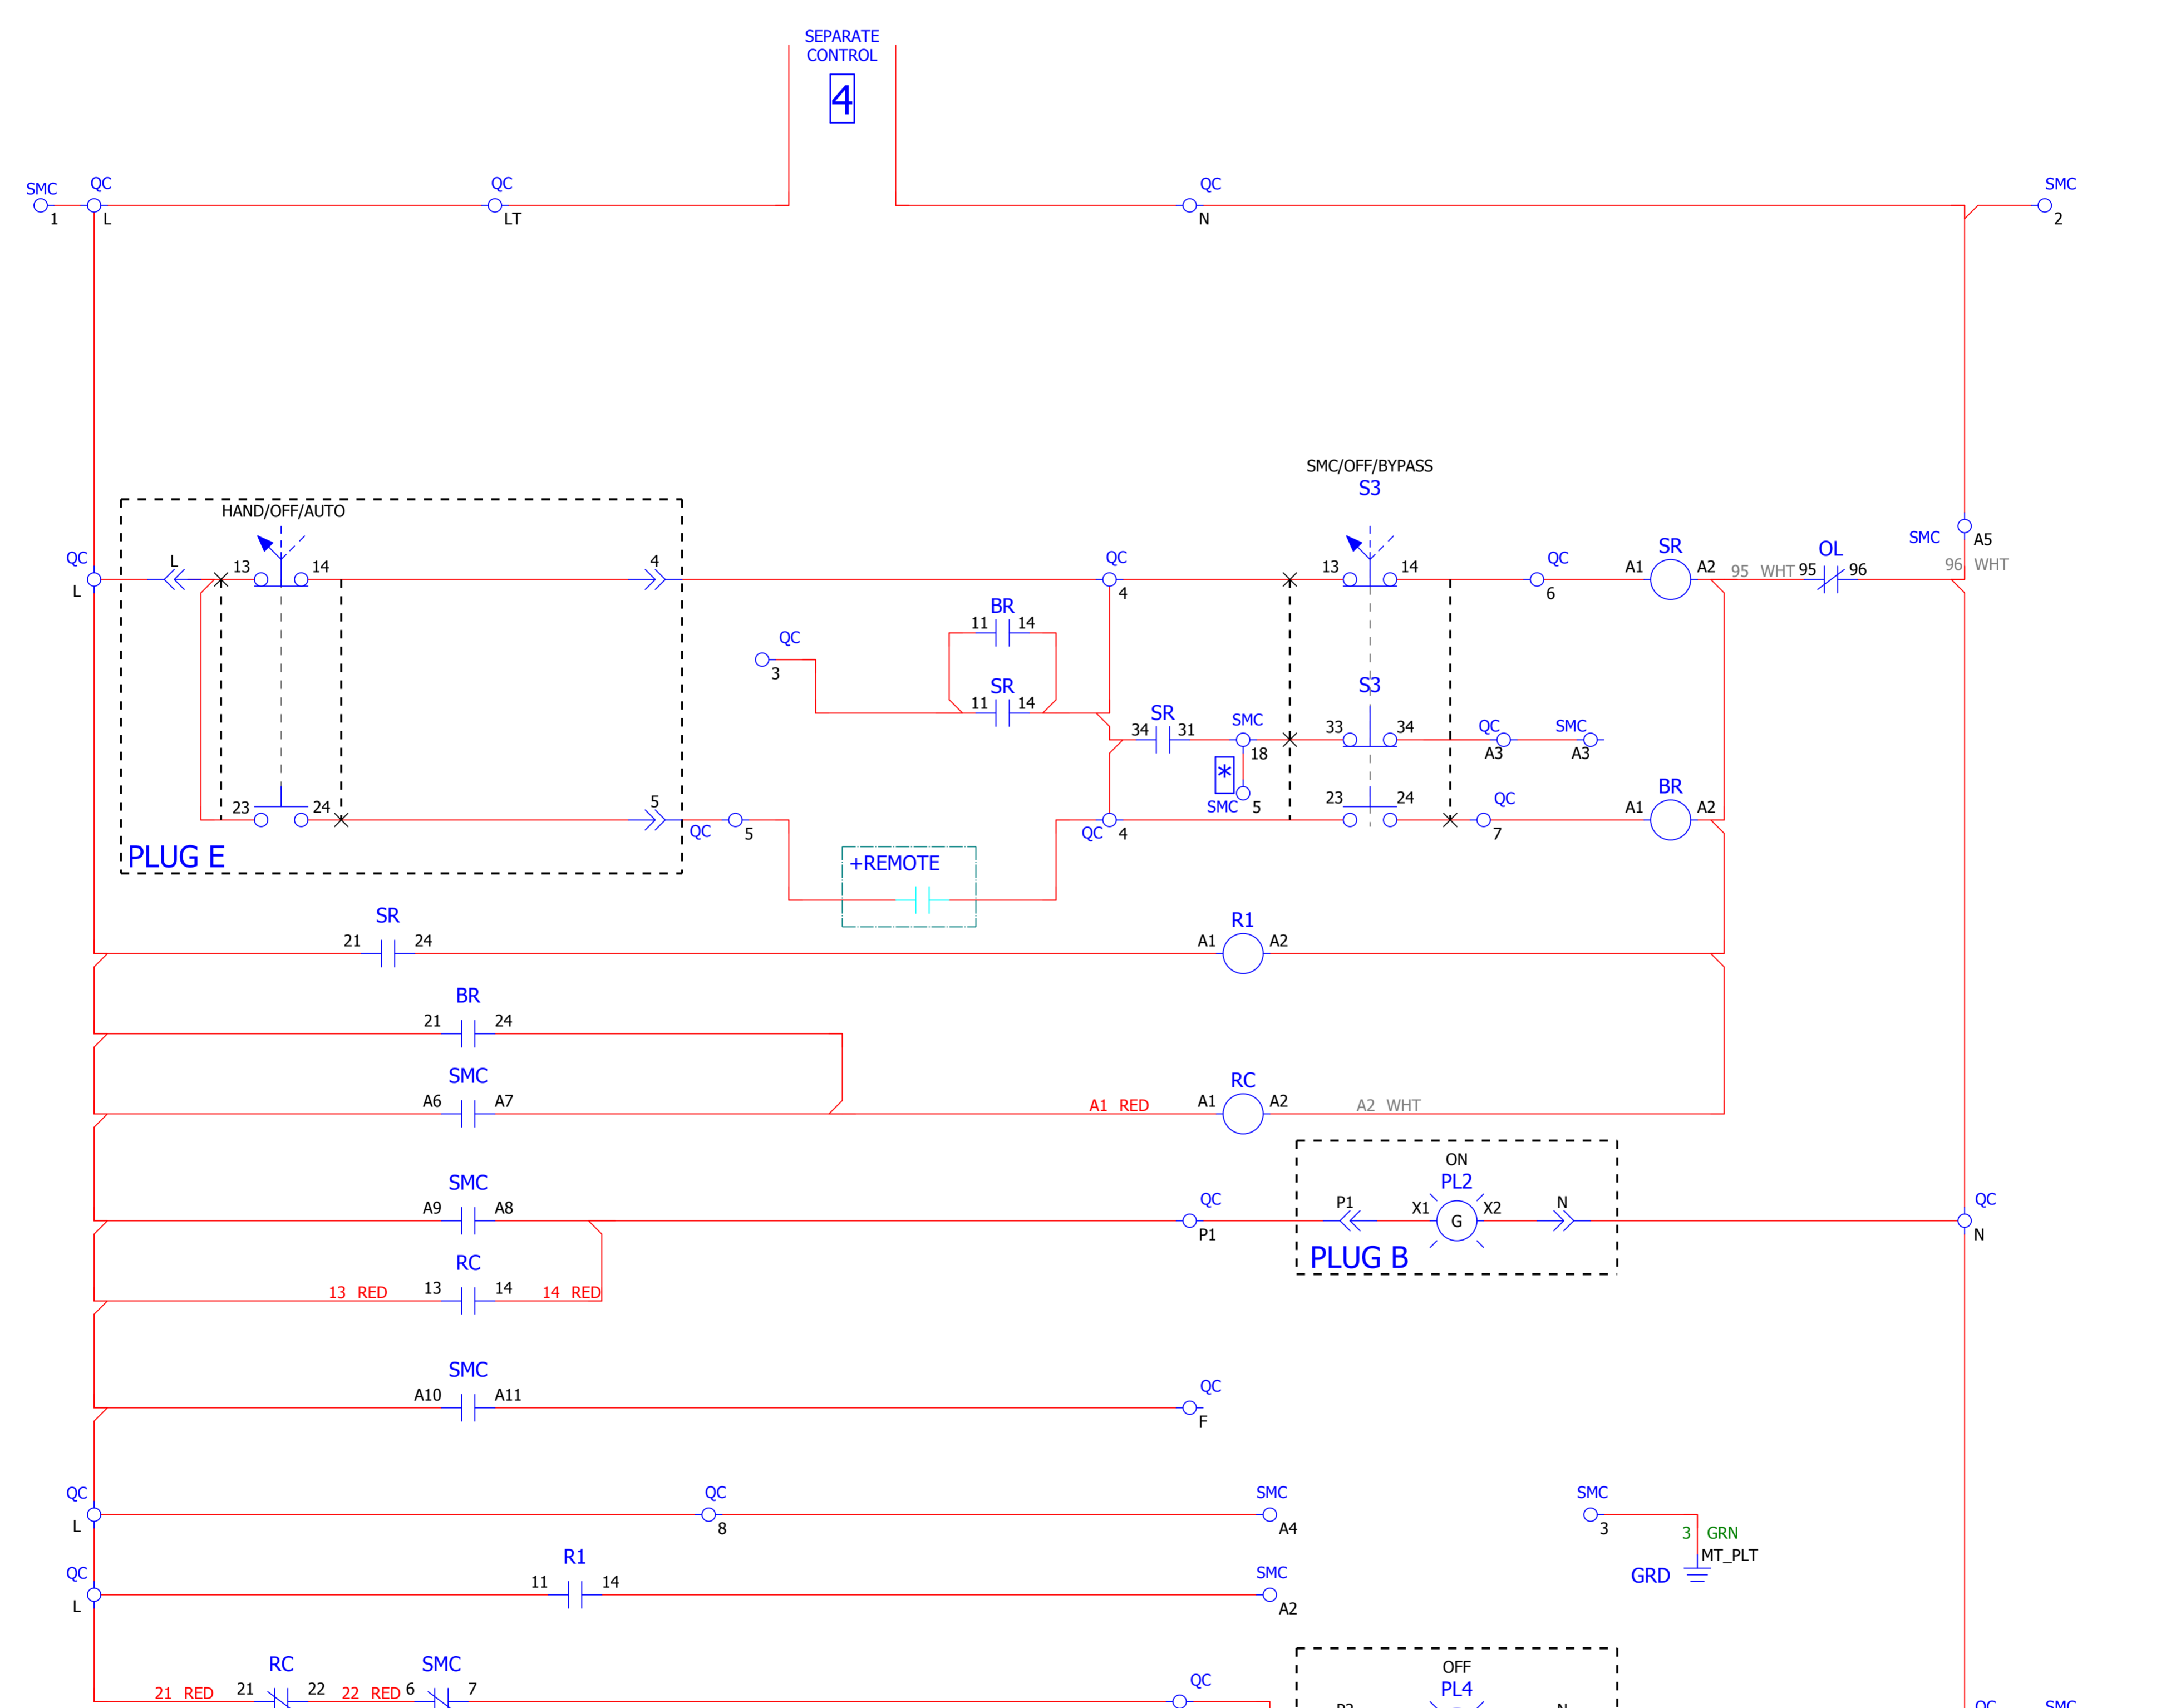 SEPARATE
CONTROL
4
SMC QC QC QC SMC
1 L LT N 2
SMC/OFF/BYPASS
S3
HAND/OFF/AUTO
QC L 13 14 4 QC 13 14 QC SR OL SMC A5
L 4 6 A1 A2 95 WHT 95 96 96 WHT
BR
11 14
QC
3
SR S3
11 14
SR SMC QC SMC
34 31 18 33 34 A3 A3
*
SMC 5
23 24 5 QC 5 QC 4 23 24 QC 7 BR A1 A2
PLUG E
+REMOTE
SR R1
21 24 A1 A2
BR
21 24
SMC RC
A6 A7 A1 RED A1 A2 A2 WHT
ON
SMC QC PL2 QC
A9 A8 P1 P1 X1 G X2 N N
PLUG B
RC
13 RED 13 14 14 RED
SMC QC
A10 A11 F
QC QC SMC SMC
L 8 A4 3
3 GRN
MT_PLT
GRD
QC R1 SMC
L 11 14 A2
OFF
RC SMC QC PL4
21 RED 21 22 22 RED 6 7